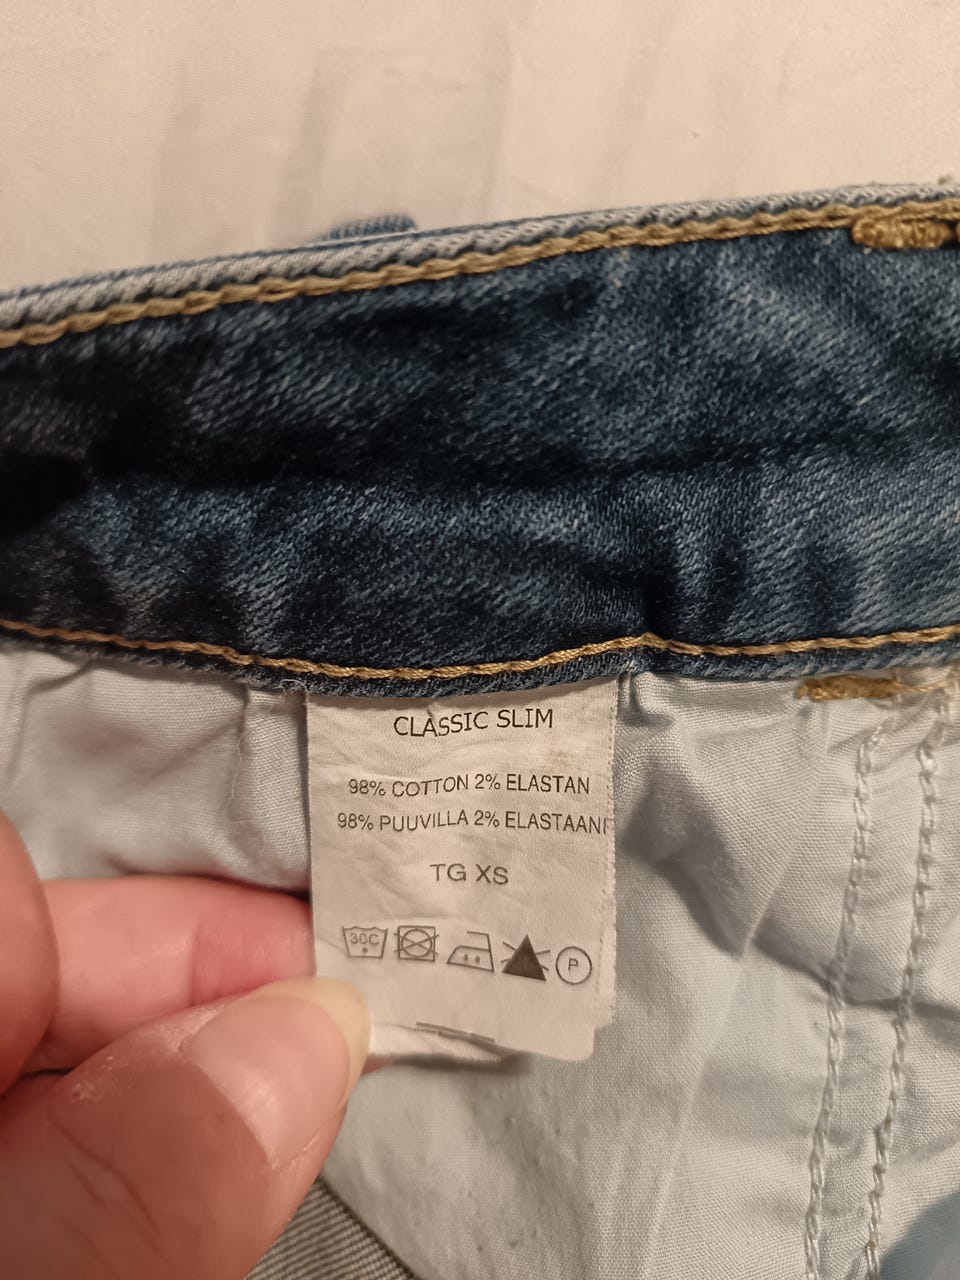 CLASSIC SLIM
98% COTTON 2% ELASTAN
98% PUUVILLA 2% ELASTAANI
TG XS
30C P